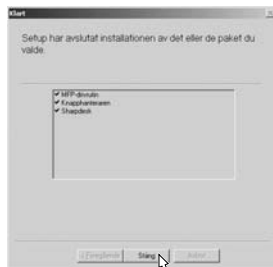 Klart
Setup har avslutat installationen av det eller de paket du
valde.
MFP-drivrutin
Knapphanteraren
Sharpdesk
< Föregående
Stäng
Avbryt